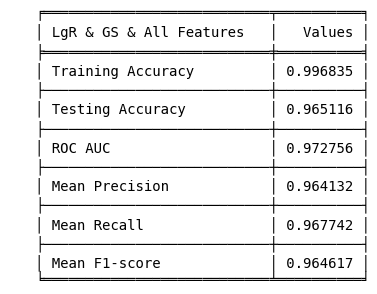 LgR & GS & All Features Values
Training Accuracy 0.996835
Testing Accuracy 0.965116
ROC AUC 0.972756
Mean Precision 0.964132
Mean Recall 0.967742
Mean F1-score 0.964617